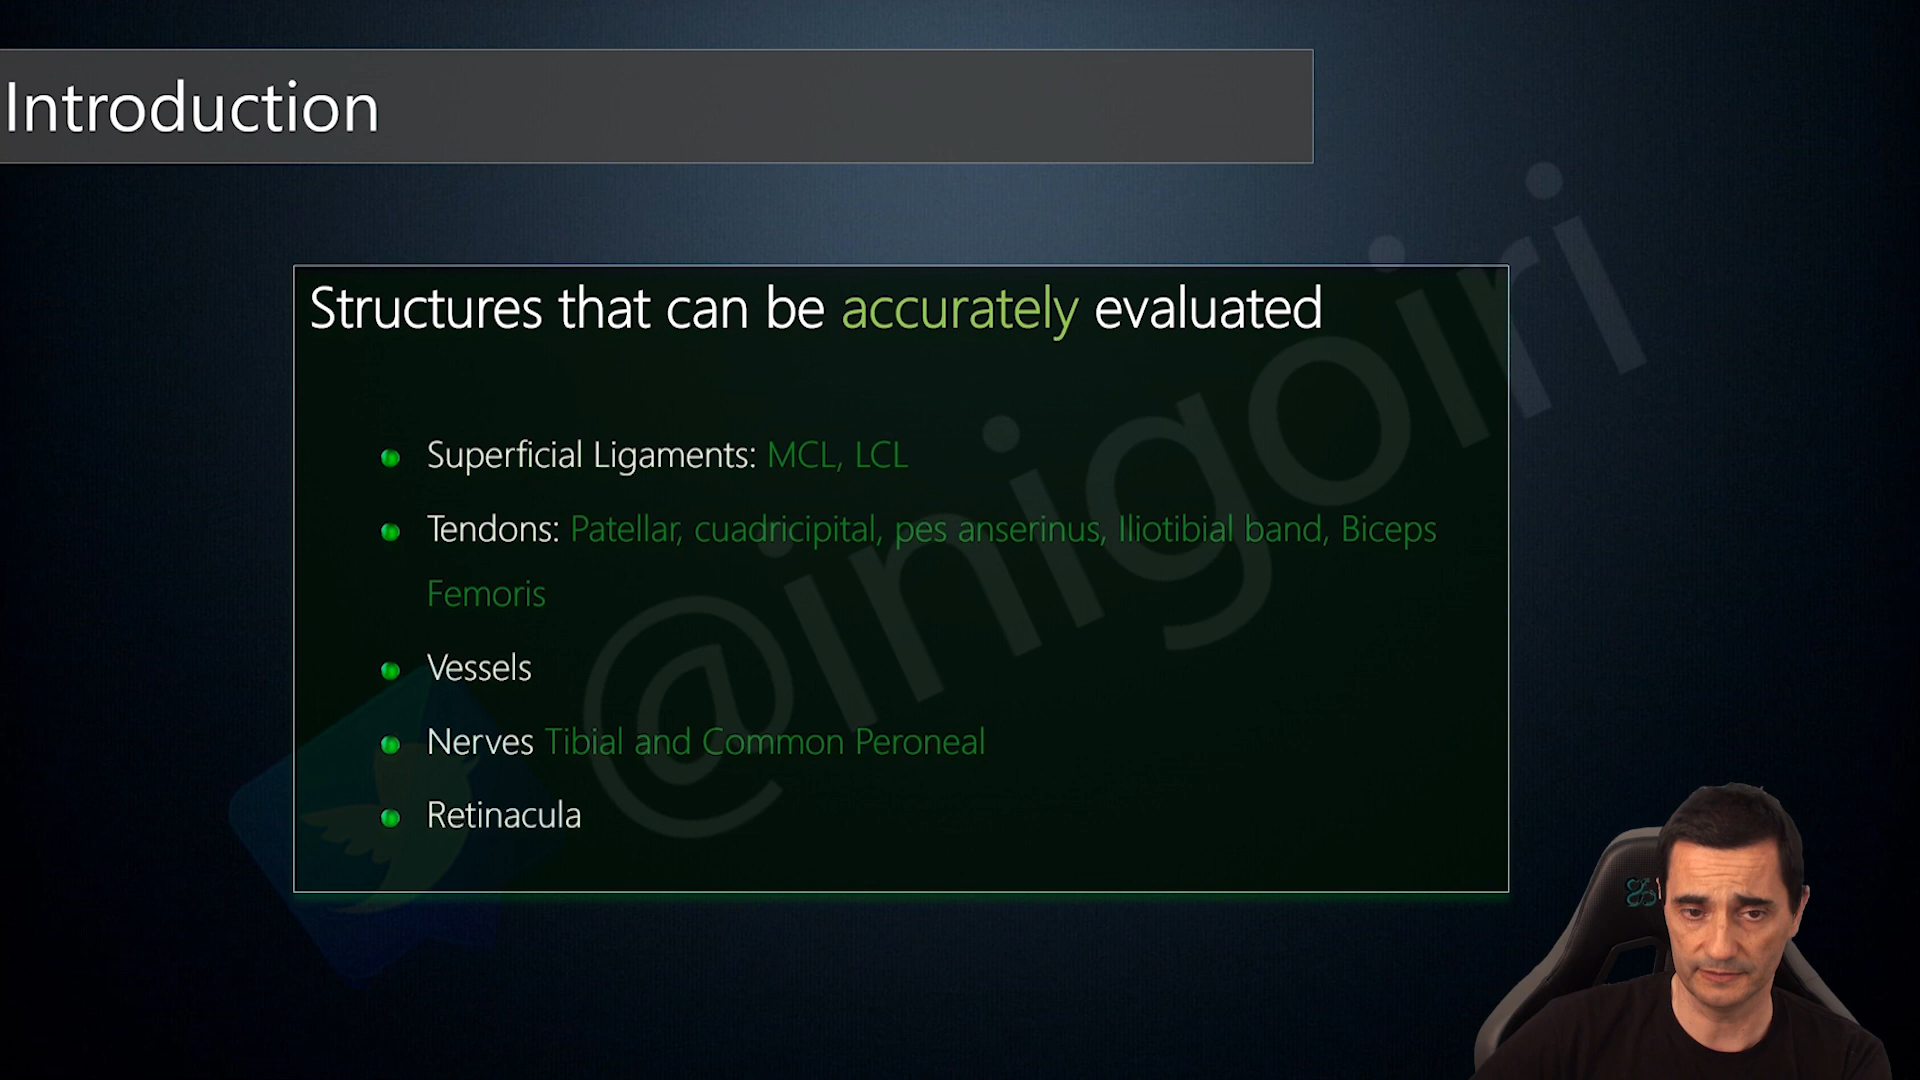 Introduction
Structures that can be accurately evaluated
Superficial Ligaments: MCL, LCL
Tendons: Patellar, cuadricipital, pes anserinus, Iliotibial band, Biceps
Femoris
Vessels
Nerves Tibial and Common Peroneal
Retinacula
@inigoiri